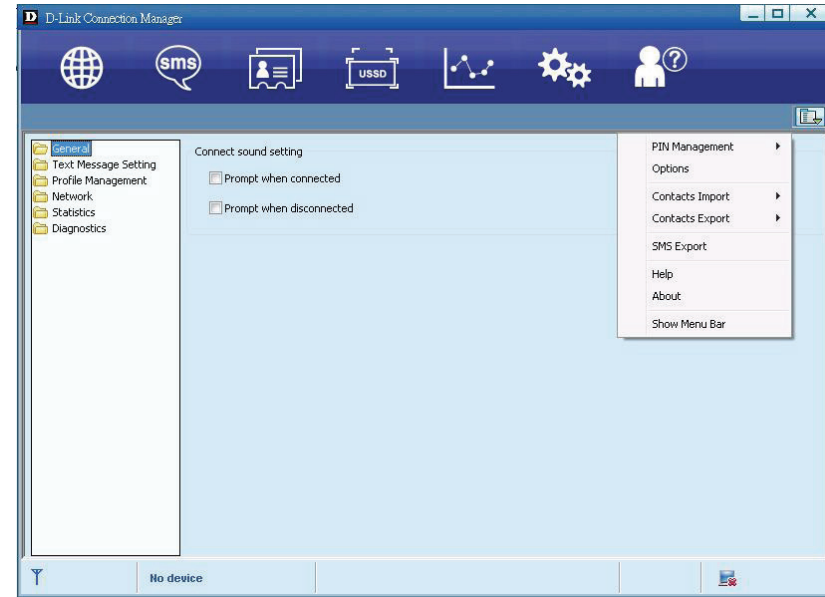 D-Link Connection Manager
sms
USSD
?
General
Text Message Setting
Profile Management
Network
Statistics
Diagnostics
Connect sound setting
Prompt when connected
Prompt when disconnected
PIN Management
Options
Contacts Import
Contacts Export
SMS Export
Help
About
Show Menu Bar
No device